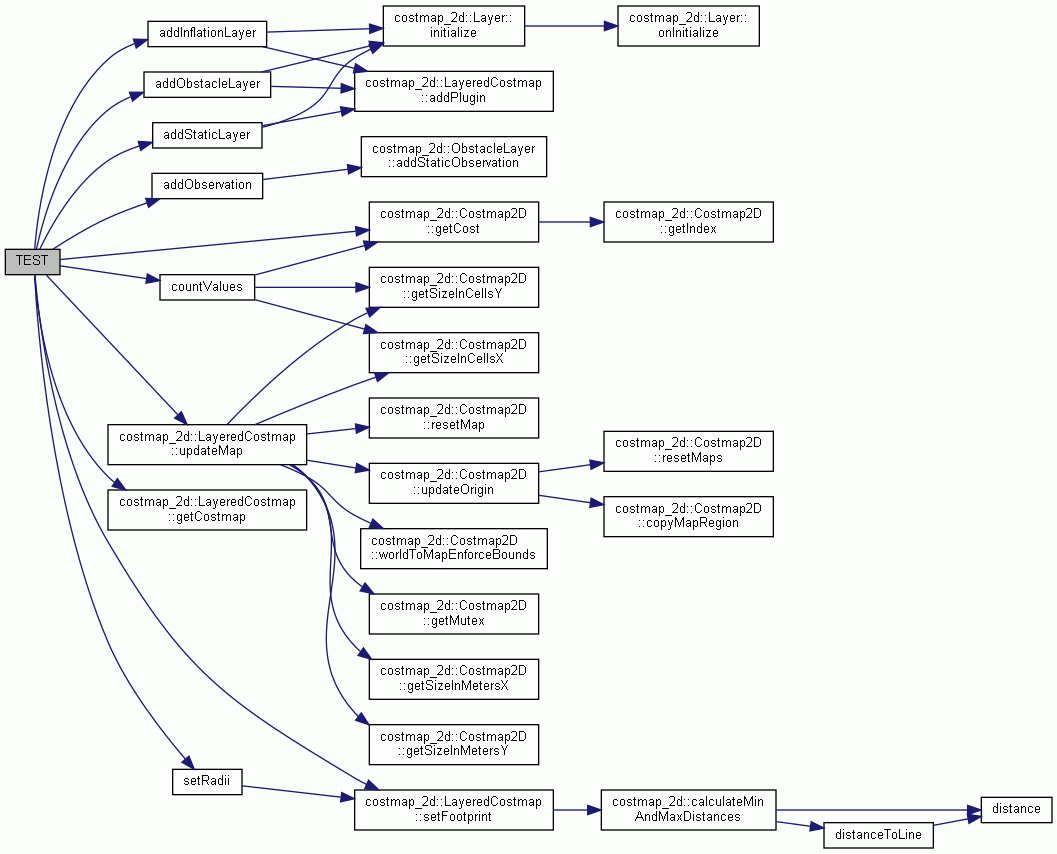 addInflationLayer
costmap_2d::Layer::
initialize
costmap_2d::Layer::
onInitialize
addObstacleLayer
costmap_2d::LayeredCostmap
::addPlugin
addStaticLayer
costmap_2d::ObstacleLayer
::addStaticObservation
addObservation
costmap_2d::Costmap2D
::getCost
costmap_2d::Costmap2D
::getIndex
TEST
countValues
costmap_2d::Costmap2D
::getSizeInCellsY
costmap_2d::Costmap2D
::getSizeInCellsX
costmap_2d::LayeredCostmap
::updateMap
costmap_2d::Costmap2D
::resetMap
costmap_2d::Costmap2D
::resetMaps
costmap_2d::Costmap2D
::updateOrigin
costmap_2d::LayeredCostmap
::getCostmap
costmap_2d::Costmap2D
::copyMapRegion
costmap_2d::Costmap2D
::worldToMapEnforceBounds
costmap_2d::Costmap2D
::getMutex
costmap_2d::Costmap2D
::getSizeInMetersX
costmap_2d::Costmap2D
::getSizeInMetersY
setRadii
costmap_2d::LayeredCostmap
::setFootprint
costmap_2d::calculateMin
AndMaxDistances
distance
distanceToLine